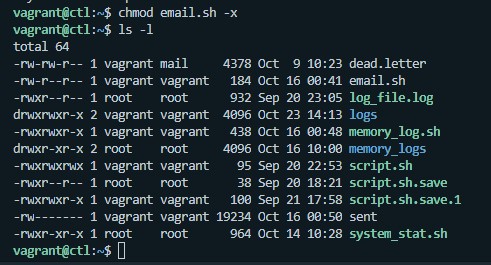 vagrant@ctl:~$ chmod email.sh -x
vagrant@ctl:~$ ls -l
total 64
-rw-rw-r-- 1 vagrant mail     4378 Oct  9 10:23 dead.letter
-rw-rw-r-- 1 vagrant vagrant   184 Oct 16 00:41 email.sh
-rwxr--r-- 1 root    root      932 Sep 20 23:05 log_file.log
drwxrwxr-x 2 vagrant vagrant  4096 Oct 23 14:13 logs
-rwxrwxr-x 1 vagrant vagrant   438 Oct 16 00:48 memory_log.sh
drwxr-xr-x 2 root    root     4096 Oct 16 10:00 memory_logs
-rwxrwxrwx 1 vagrant vagrant    95 Sep 20 22:53 script.sh
-rwxr--r-- 1 root    root       38 Sep 20 18:21 script.sh.save
-rwxrwxr-x 1 vagrant vagrant   100 Sep 21 17:58 script.sh.save.1
-rw------- 1 vagrant vagrant 19234 Oct 16 00:50 sent
-rwxr-xr-x 1 root    root      964 Oct 14 10:28 system_stat.sh
vagrant@ctl:~$